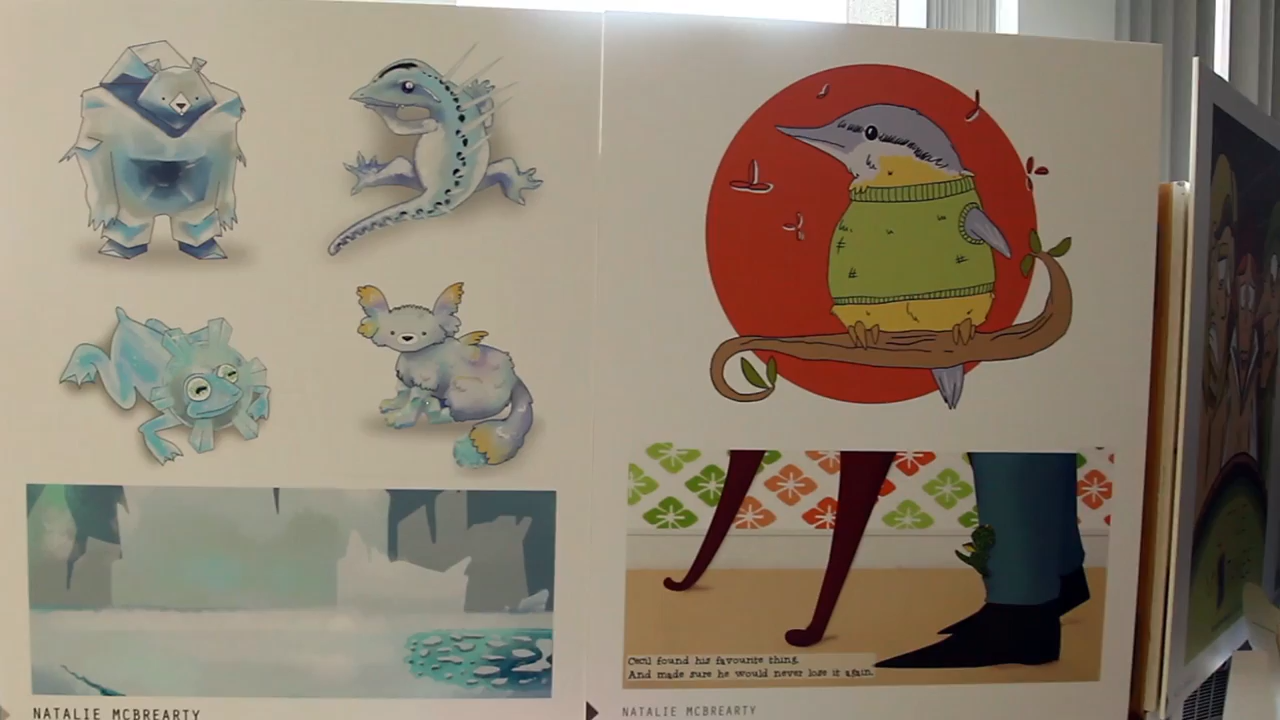 Cecil found his favourite thing.
And made sure he would never lose it again.
NATALIE MCBREARTY
NATALIE MCBREARTY